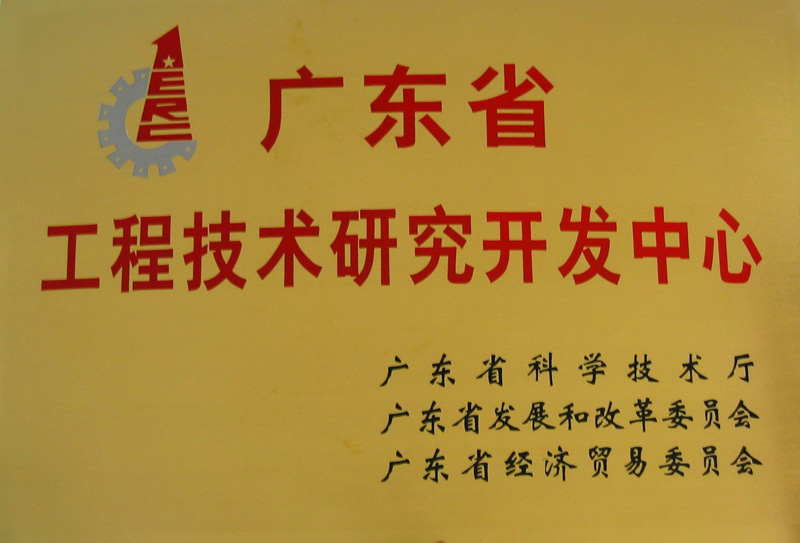 ERC
广东省
工程技术研究开发中心
广东省科学技术厅
广东省发展和改革委员会
广东省经济贸易委员会